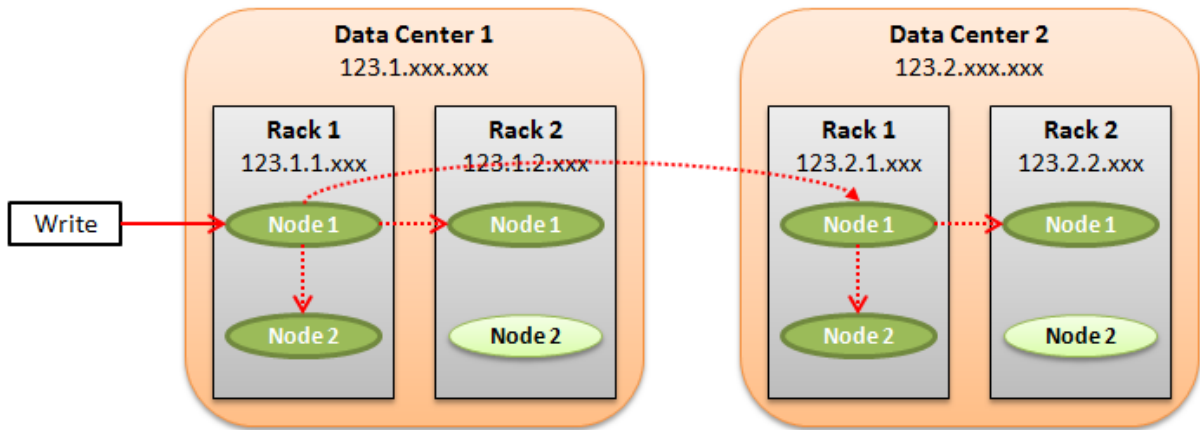 Data Center 1
123.1.xxx.xxx
Rack 1
123.1.1.xxx
Node 1
Node 2
Rack 2
123.1.2.xxx
Node 1
Node 2
Data Center 2
123.2.xxx.xxx
Rack 1
123.2.1.xxx
Node 1
Node 2
Rack 2
123.2.2.xxx
Node 1
Node 2
Write